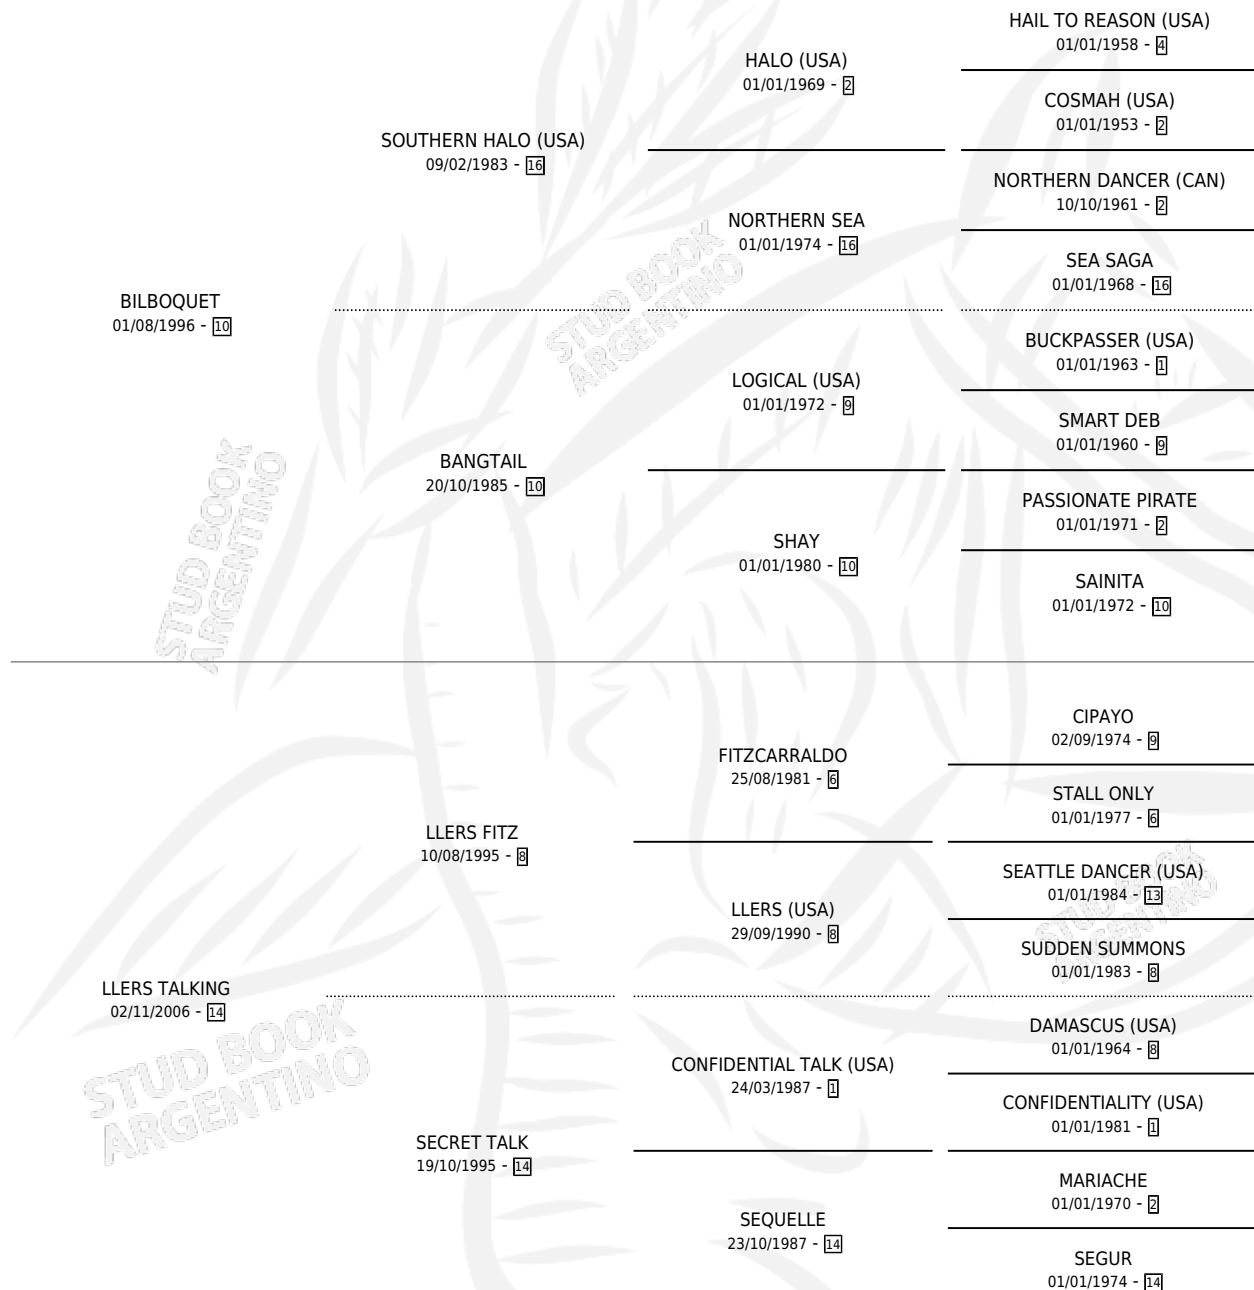 HAIL TO REASON (USA)
01/01/1958 - 4
HALO (USA)
01/01/1969 - 2
COSMAH (USA)
01/01/1953 - 2
SOUTHERN HALO (USA)
09/02/1983 - 16
NORTHERN DANCER (CAN)
10/10/1961 - 2
NORTHERN SEA
01/01/1974 - 16
SEA SAGA
01/01/1968 - 16
BILBOQUET
01/08/1996 - 10
BUCKPASSER (USA)
01/01/1963 - 1
LOGICAL (USA)
01/01/1972 - 9
SMART DEB
01/01/1960 - 9
BANGTAIL
20/10/1985 - 10
PASSIONATE PIRATE
01/01/1971 - 2
SHAY
01/01/1980 - 10
SAINITA
01/01/1972 - 10
CIPAYO
02/09/1974 - 9
FITZCARRALDO
25/08/1981 - 6
STALL ONLY
01/01/1977 - 6
LLERS FITZ
10/08/1995 - 8
SEATTLE DANCER (USA)
01/01/1984 - 13
LLERS (USA)
29/09/1990 - 8
SUDDEN SUMMONS
01/01/1983 - 8
LLERS TALKING
02/11/2006 - 14
DAMASCUS (USA)
01/01/1964 - 8
CONFIDENTIAL TALK (USA)
24/03/1987 - 1
CONFIDENTIALITY (USA)
01/01/1981 - 1
SECRET TALK
19/10/1995 - 14
MARIACHE
01/01/1970 - 2
SEQUELLE
23/10/1987 - 14
SEGUR
01/01/1974 - 14
STUD BOOK
ARGENTINO
STUD BOOK
ARGENTINO
STUD BOOK
ARGENTINO
STUD BOOK
ARGENTINO